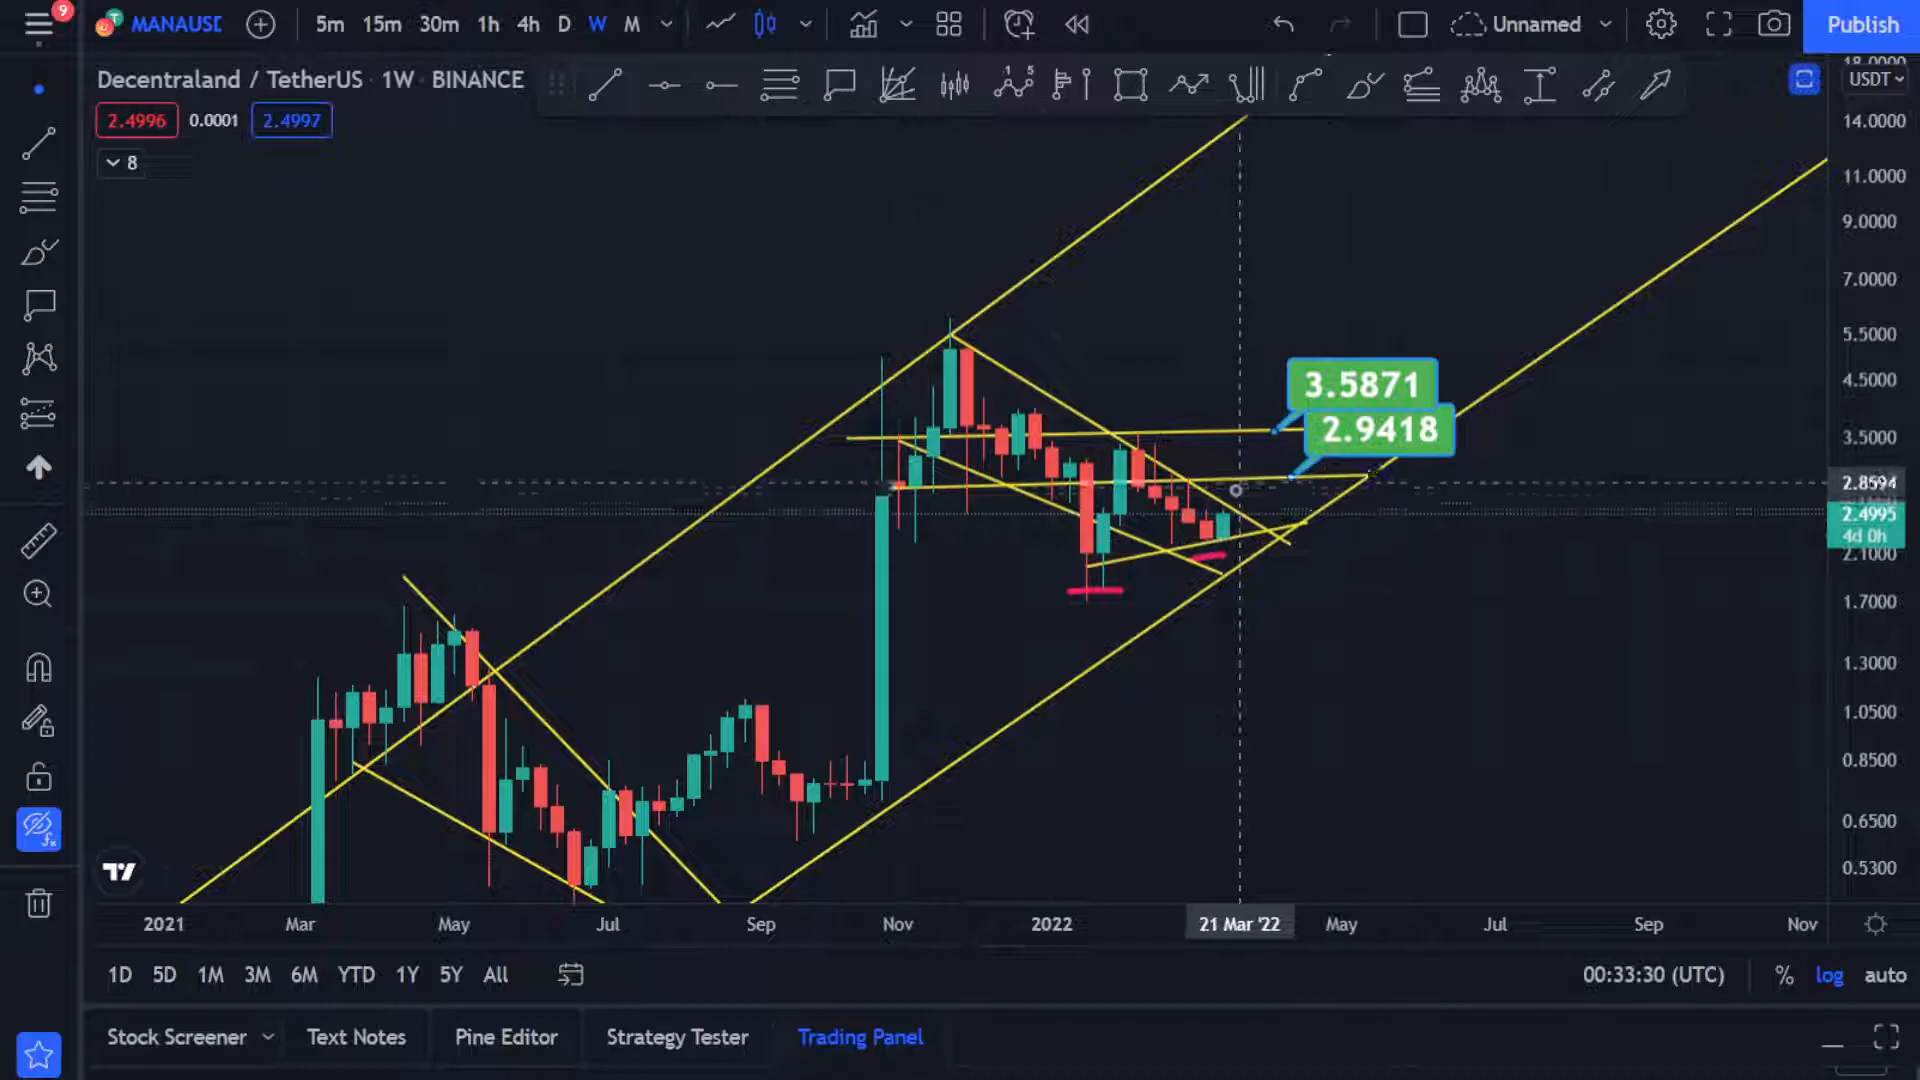 9
MANAUSD
5m 15m 30m 1h 4h D W M
Unnamed
Publish
Decentraland / TetherUS · 1W · BINANCE
USDT
2.4996 0.0001 2.4997
8
18.0000
14.0000
11.0000
9.0000
7.0000
5.5000
4.5000
3.5000
2.8594
2.4995
4d 0h
2.1000
1.7000
1.3000
1.0500
0.8500
0.6500
0.5300
3.5871
2.9418
2021 Mar May Jul Sep Nov 2022 21 Mar '22 May Jul Sep Nov
1D 5D 1M 3M 6M YTD 1Y 5Y All
00:33:30 (UTC) % log auto
Stock Screener Text Notes Pine Editor Strategy Tester Trading Panel